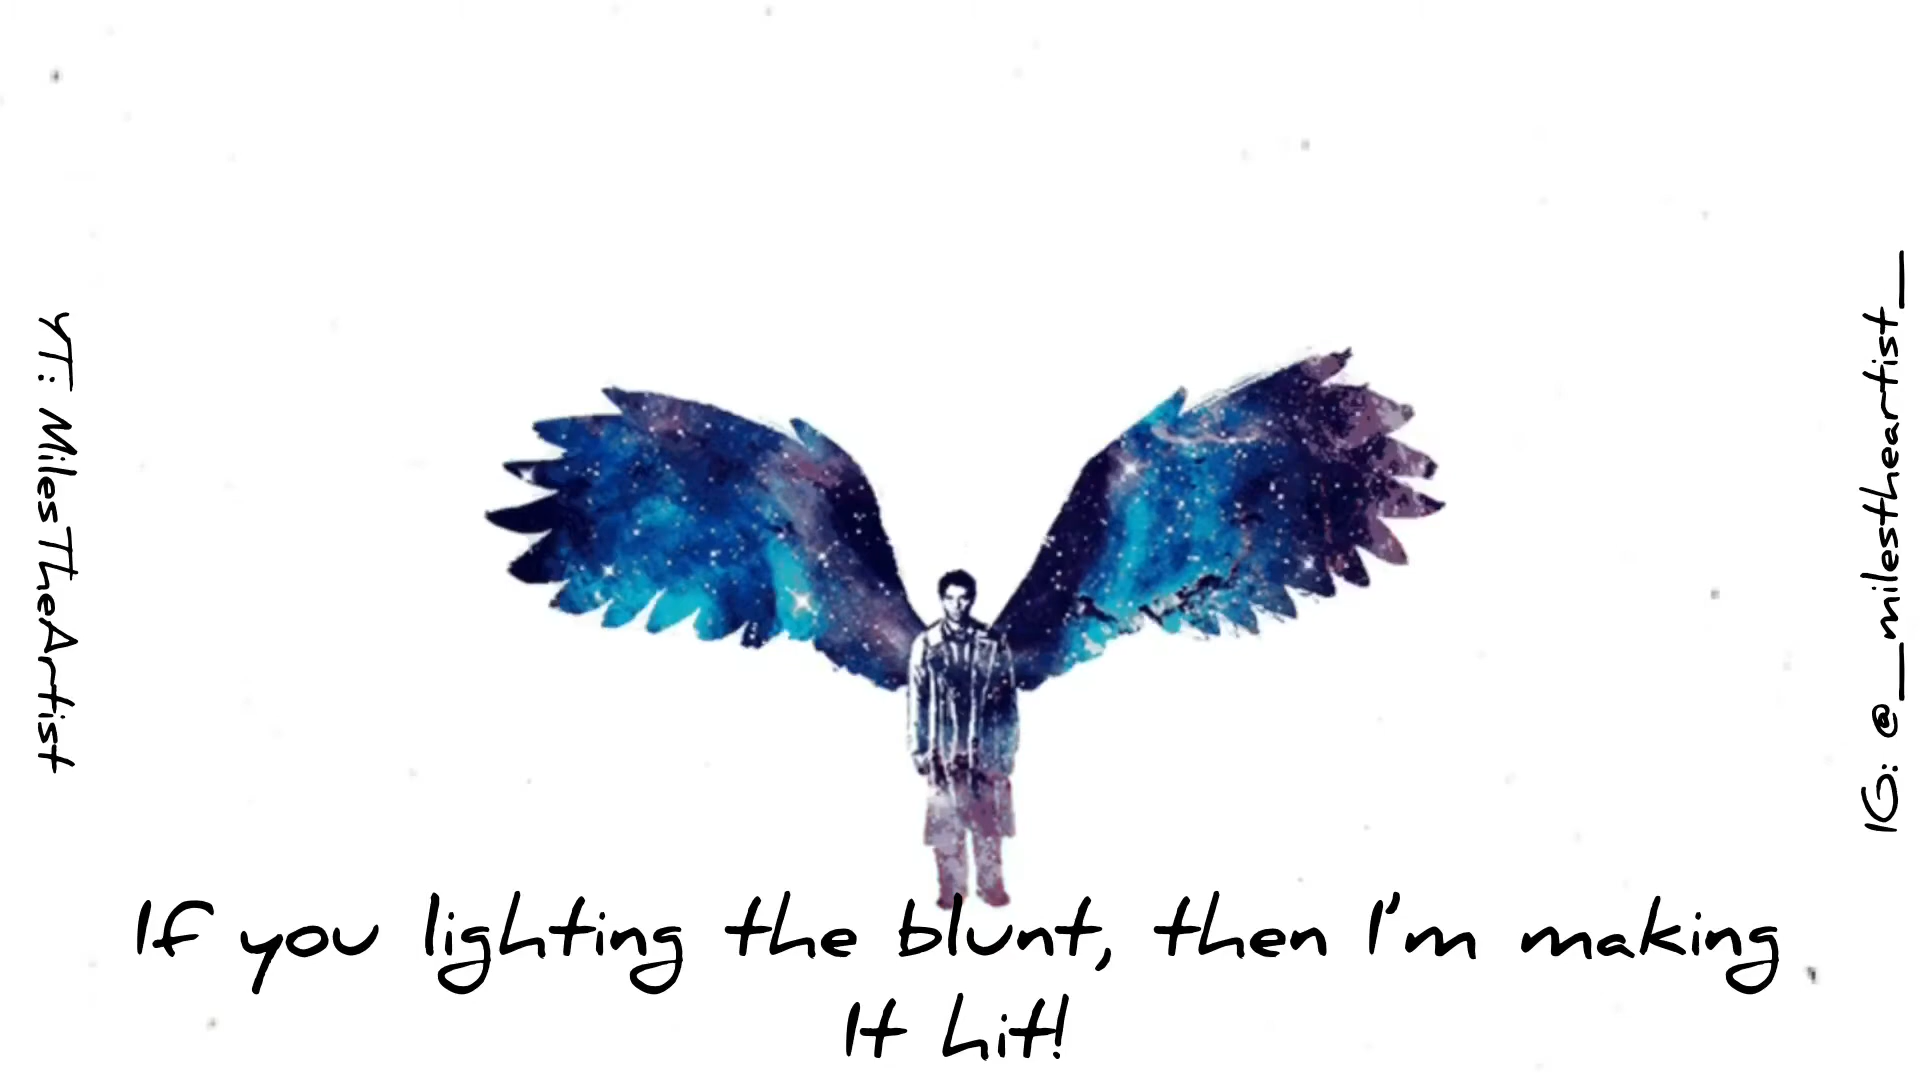 YT: MilesTheArtist
IG: @__milestheartist_
If you lighting the blunt, then I'm making
It hit!